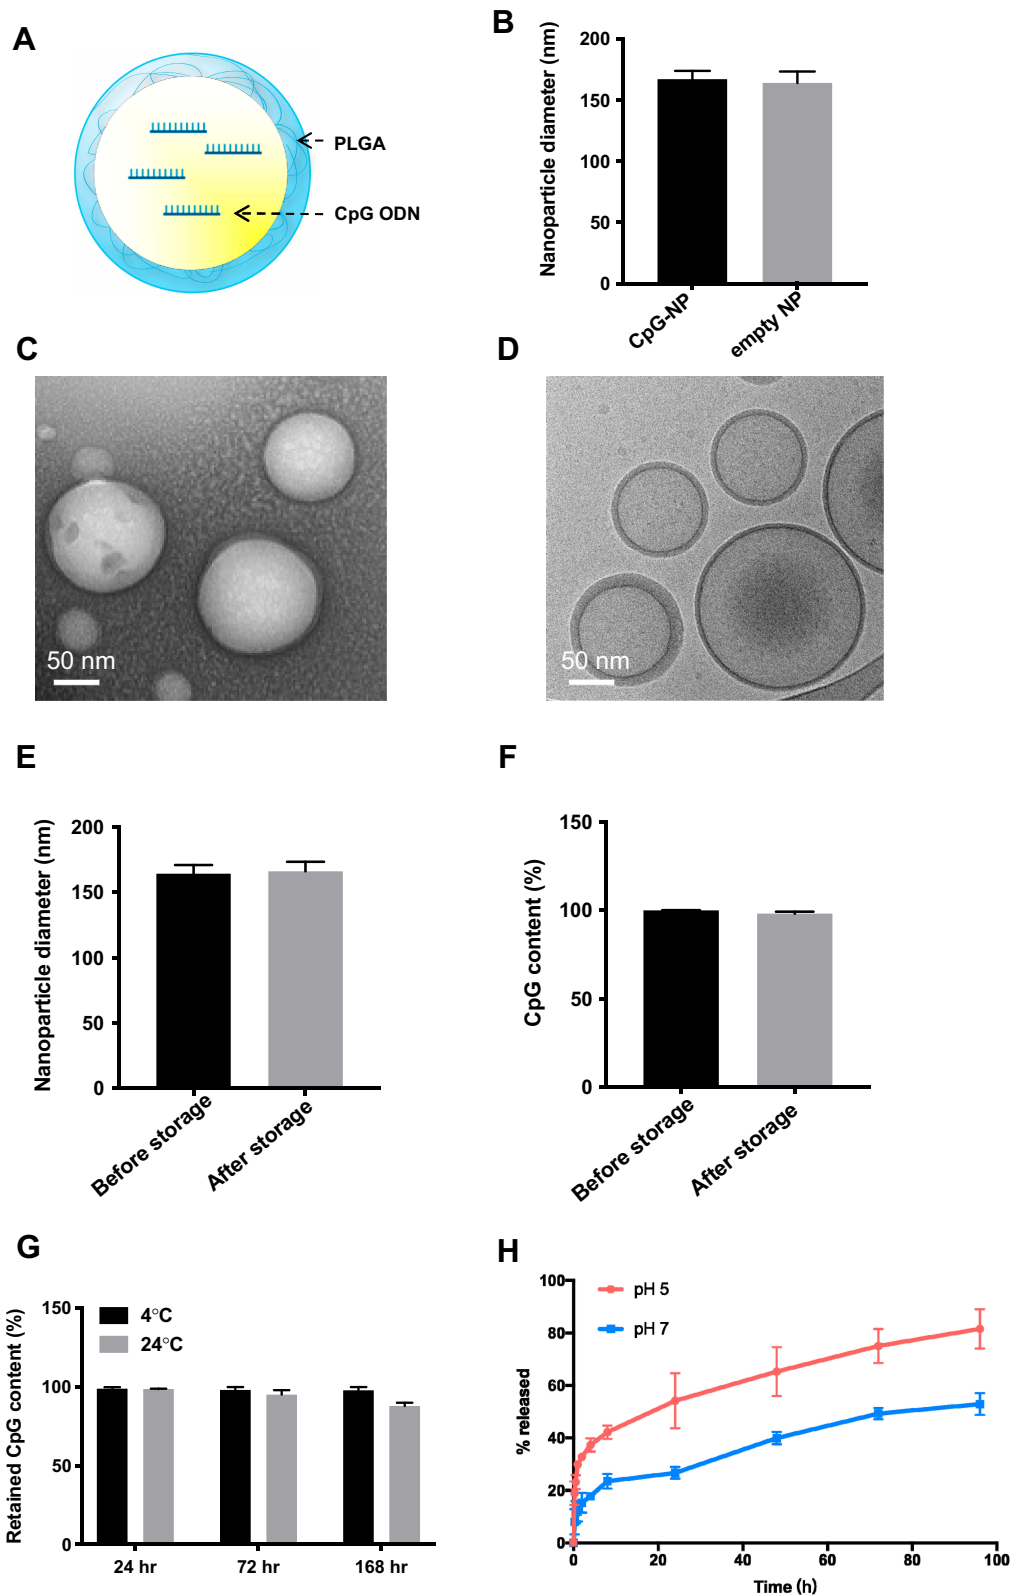 A
PLGA
CpG ODN
B
Nanoparticle diameter (nm)
200
150
100
50
0
CpG-NP
empty NP
C
50 nm
D
50 nm
E
Nanoparticle diameter (nm)
200
150
100
50
0
Before storage
After storage
F
CpG content (%)
150
100
50
0
Before storage
After storage
G
Retained CpG content (%)
150
100
50
0
4°C
24°C
24 hr
72 hr
168 hr
H
% released
100
80
60
40
20
0
pH 5
pH 7
0
20
40
60
80
100
Time (h)